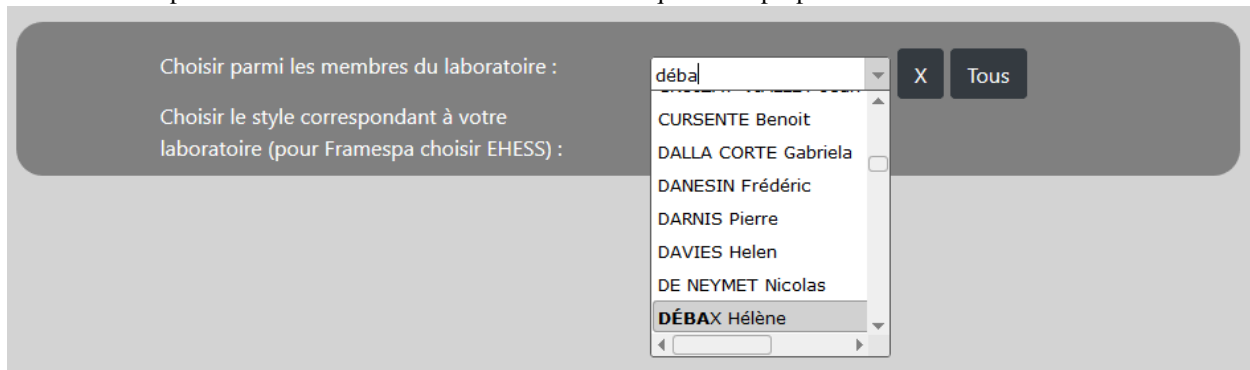 Choisir parmi les membres du laboratoire :
déba
X
Tous
Choisir le style correspondant à votre
laboratoire (pour Framespa choisir EHESS) :
CURSENTE Benoit
DALLA CORTE Gabriela
DANESIN Frédéric
DARNIS Pierre
DAVIES Helen
DE NEYMET Nicolas
DÉBAX Hélène